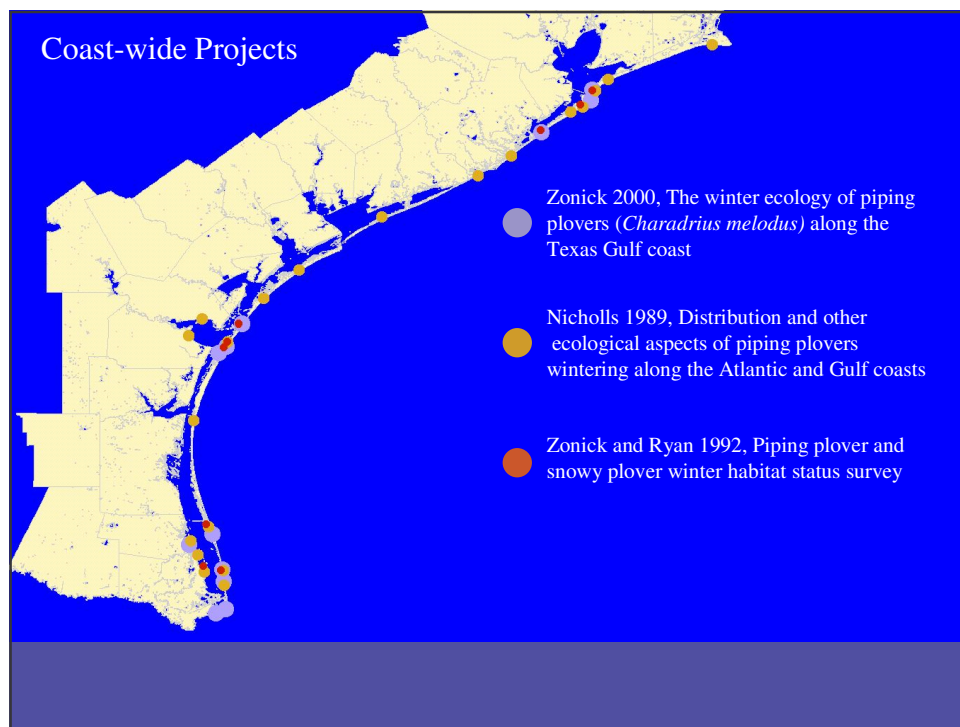 Coast-wide Projects
Zonick 2000, The winter ecology of piping
plovers (Charadrius melodus) along the
Texas Gulf coast
Nicholls 1989, Distribution and other
ecological aspects of piping plovers
wintering along the Atlantic and Gulf coasts
Zonick and Ryan 1992, Piping plover and
snowy plover winter habitat status survey